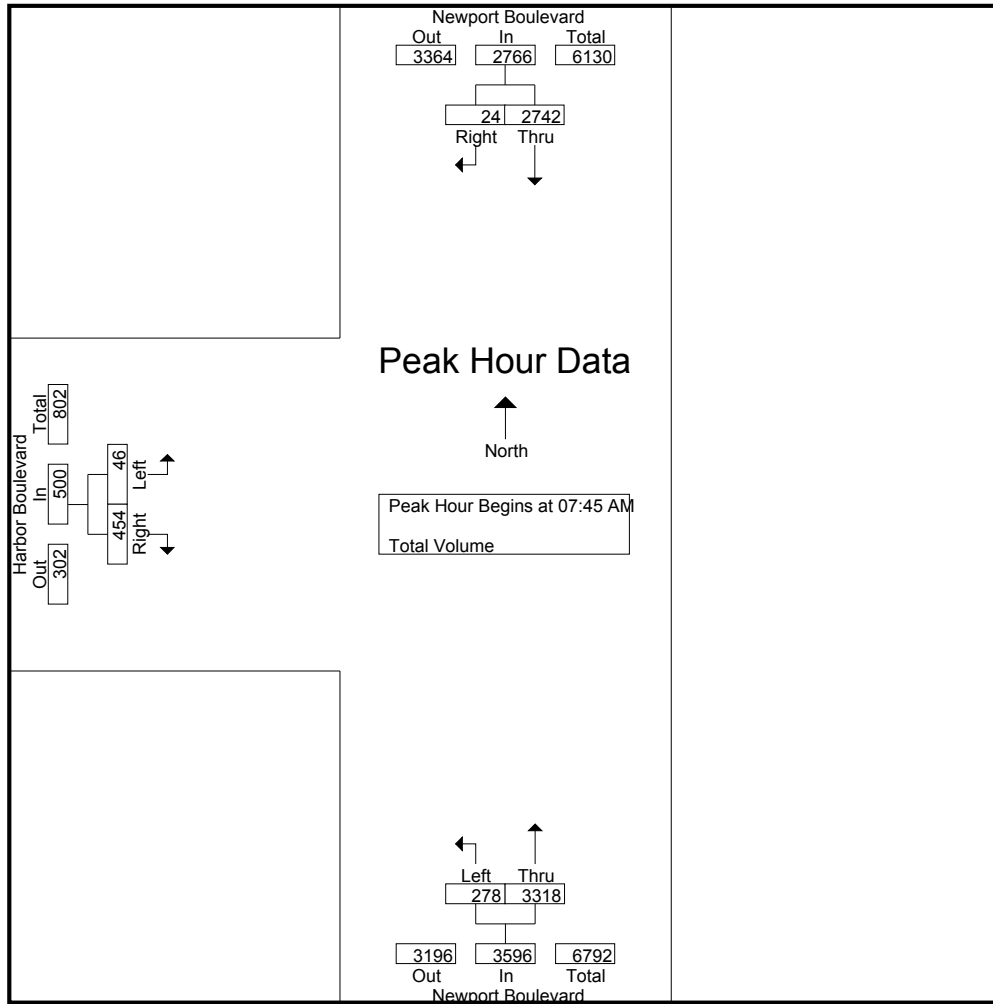 Newport Boulevard
Out In Total
3364 2766 6130
24 2742
Right Thru
Peak Hour Data
North
Peak Hour Begins at 07:45 AM
Total Volume
Harbor Boulevard
Out In Total
302 500 802
454 46
Right Left
Left Thru
278 3318
3196 3596 6792
Out In Total
Newport Boulevard